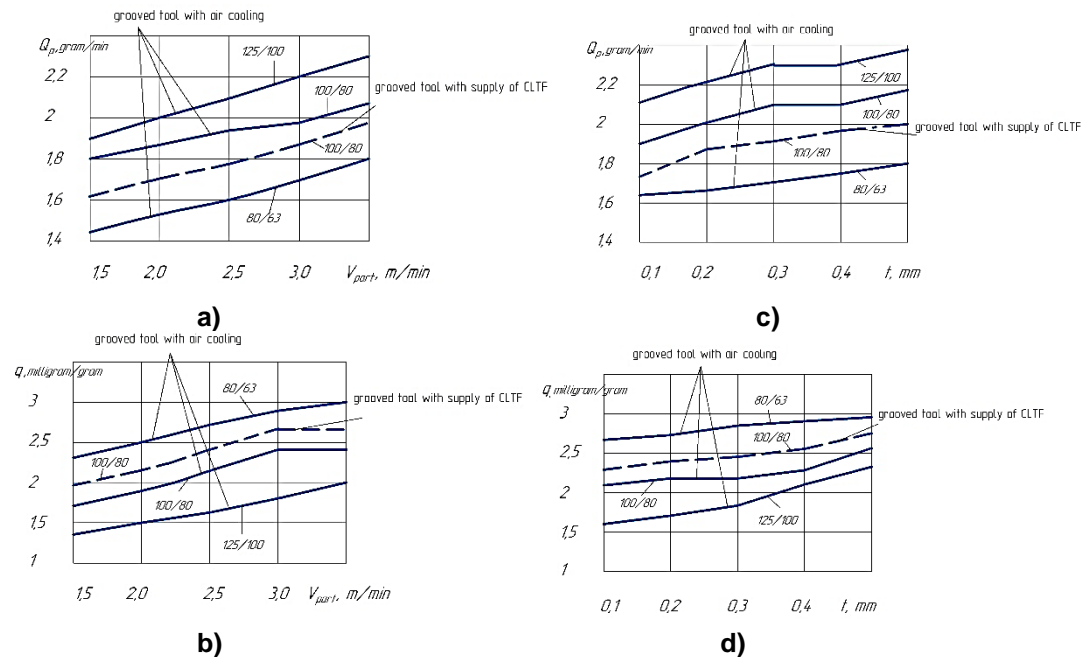 grooved tool with air cooling
Qp, gram/min
125/100
2,2
100/80
grooved tool with supply of CLTF
2
1,8
100/80
1,6
80/63
1,4
1,5 2,0 2,5 3,0 Vpart, m/min
a)
grooved tool with air cooling
Qp, gram/min
125/100
2,2
100/80
2
grooved tool with supply of CLTF
100/80
1,8
80/63
1,6
1,4
0,1 0,2 0,3 0,4 t, mm
c)
grooved tool with air cooling
Q, milligram/gram
80/63
3
grooved tool with supply of CLTF
2,5
100/80
2
100/80
1,5
125/100
1
1,5 2,0 2,5 3,0 Vpart, m/min
b)
grooved tool with air cooling
Q, milligram/gram
80/63
3
grooved tool with supply of CLTF
100/80
2,5
2
100/80
125/100
1,5
1
0,1 0,2 0,3 0,4 t, mm
d)